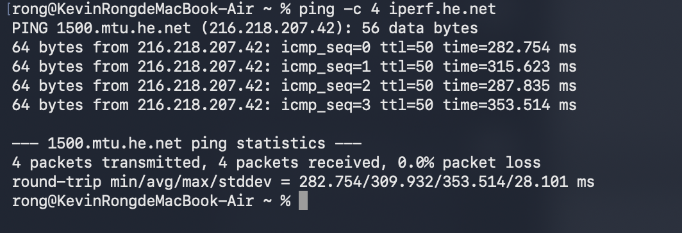 [rong@KevinRongdeMacBook-Air ~ % ping -c 4 iperf.he.net
PING 1500.mtu.he.net (216.218.207.42): 56 data bytes
64 bytes from 216.218.207.42: icmp_seq=0 ttl=50 time=282.754 ms
64 bytes from 216.218.207.42: icmp_seq=1 ttl=50 time=315.623 ms
64 bytes from 216.218.207.42: icmp_seq=2 ttl=50 time=287.835 ms
64 bytes from 216.218.207.42: icmp_seq=3 ttl=50 time=353.514 ms
--- 1500.mtu.he.net ping statistics ---
4 packets transmitted, 4 packets received, 0.0% packet loss
round-trip min/avg/max/stddev = 282.754/309.932/353.514/28.101 ms
rong@KevinRongdeMacBook-Air ~ %